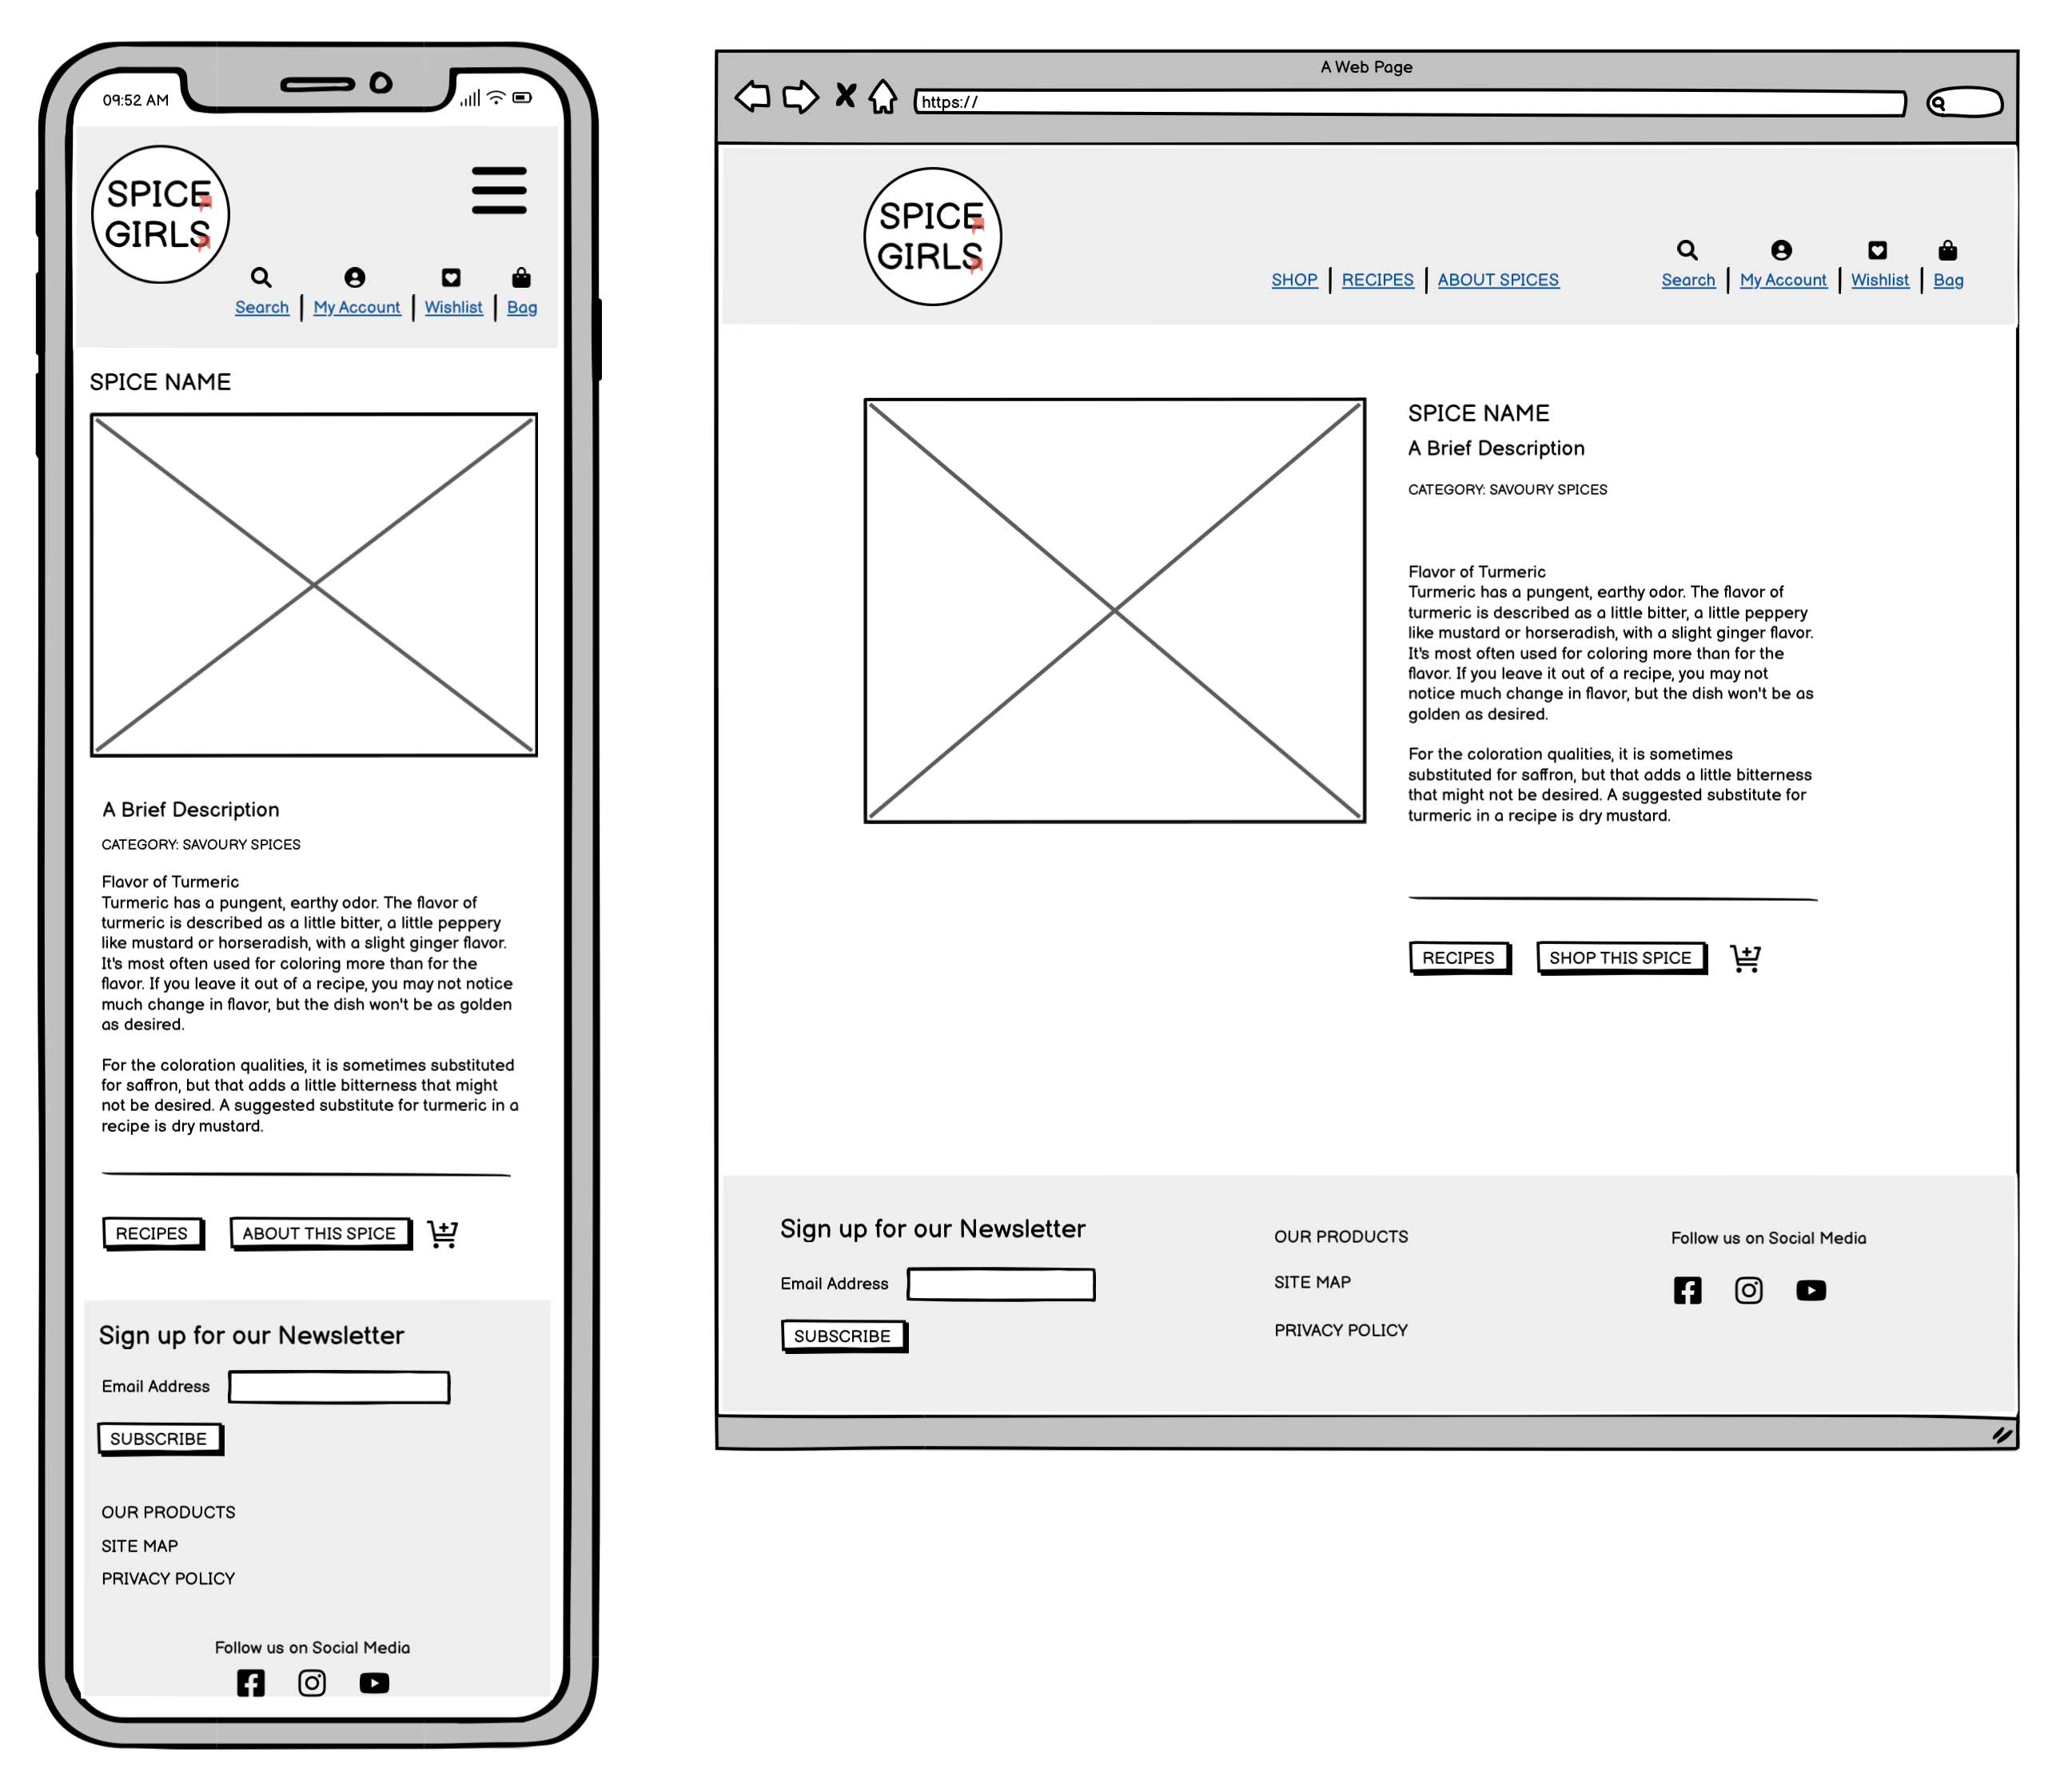 09:52 AM
SPICE
GIRLS
Search
My Account
Wishlist
Bag
SPICE NAME
A Brief Description
CATEGORY: SAVOURY SPICES
Flavor of Turmeric
Turmeric has a pungent, earthy odor. The flavor of
turmeric is described as a little bitter, a little peppery
like mustard or horseradish, with a slight ginger flavor.
It's most often used for coloring more than for the
flavor. If you leave it out of a recipe, you may not notice
much change in flavor, but the dish won't be as golden
as desired.
For the coloration qualities, it is sometimes substituted
for saffron, but that adds a little bitterness that might
not be desired. A suggested substitute for turmeric in a
recipe is dry mustard.
RECIPES
ABOUT THIS SPICE
Sign up for our Newsletter
Email Address
SUBSCRIBE
OUR PRODUCTS
SITE MAP
PRIVACY POLICY
Follow us on Social Media
A Web Page
https://
SPICE
GIRLS
SHOP
RECIPES
ABOUT SPICES
Search
My Account
Wishlist
Bag
SPICE NAME
A Brief Description
CATEGORY: SAVOURY SPICES
Flavor of Turmeric
Turmeric has a pungent, earthy odor. The flavor of
turmeric is described as a little bitter, a little peppery
like mustard or horseradish, with a slight ginger flavor.
It's most often used for coloring more than for the
flavor. If you leave it out of a recipe, you may not
notice much change in flavor, but the dish won't be as
golden as desired.
For the coloration qualities, it is sometimes
substituted for saffron, but that adds a little bitterness
that might not be desired. A suggested substitute for
turmeric in a recipe is dry mustard.
RECIPES
SHOP THIS SPICE
Sign up for our Newsletter
Email Address
SUBSCRIBE
OUR PRODUCTS
SITE MAP
PRIVACY POLICY
Follow us on Social Media